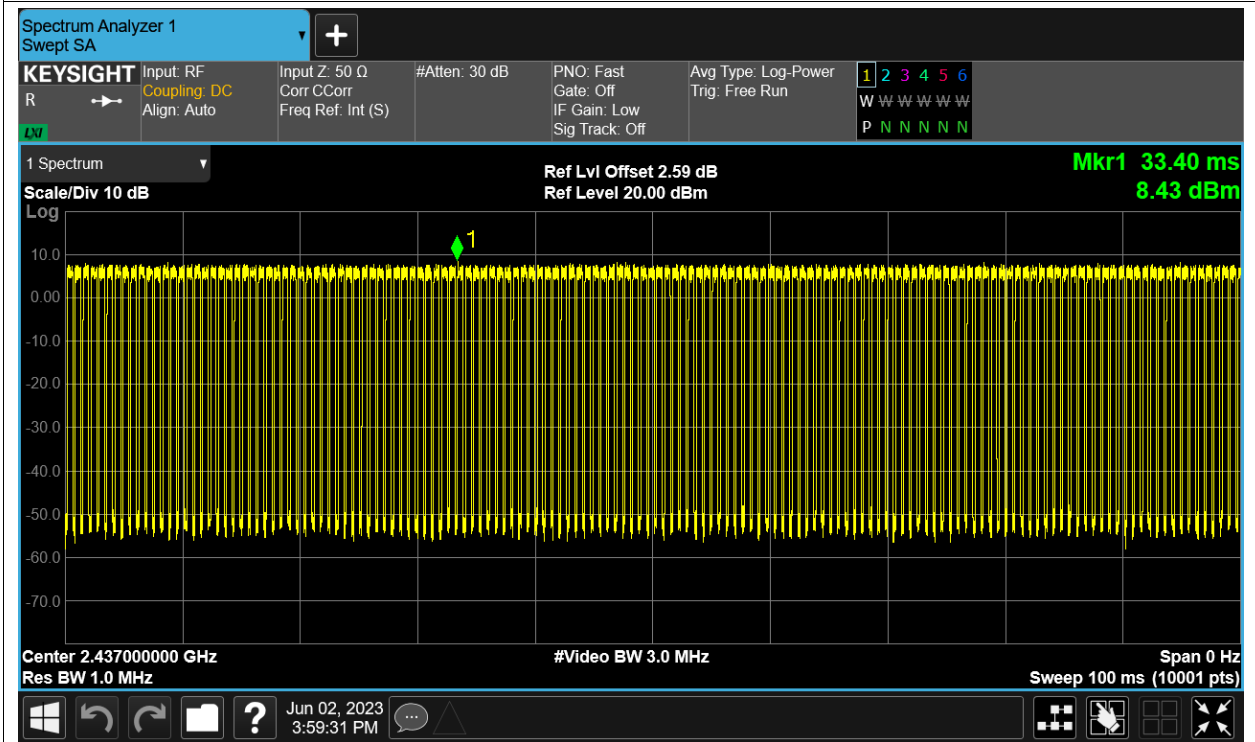 Spectrum Analyzer 1
Swept SA
+
KEYSIGHT
R
LXI
Input: RF
Coupling: DC
Align: Auto
Input Z: 50 Ω
Corr CCorr
Freq Ref: Int (S)
#Atten: 30 dB
PNO: Fast
Gate: Off
IF Gain: Low
Sig Track: Off
Avg Type: Log-Power
Trig: Free Run
1 2 3 4 5 6
W W W W W W
P N N N N N
1 Spectrum
Scale/Div 10 dB
Log
Ref Lvl Offset 2.59 dB
Ref Level 20.00 dBm
Mkr1 33.40 ms
8.43 dBm
1
10.0
0.00
-10.0
-20.0
-30.0
-40.0
-50.0
-60.0
-70.0
Center 2.437000000 GHz
Res BW 1.0 MHz
#Video BW 3.0 MHz
Span 0 Hz
Sweep 100 ms (10001 pts)
?
Jun 02, 2023
3:59:31 PM